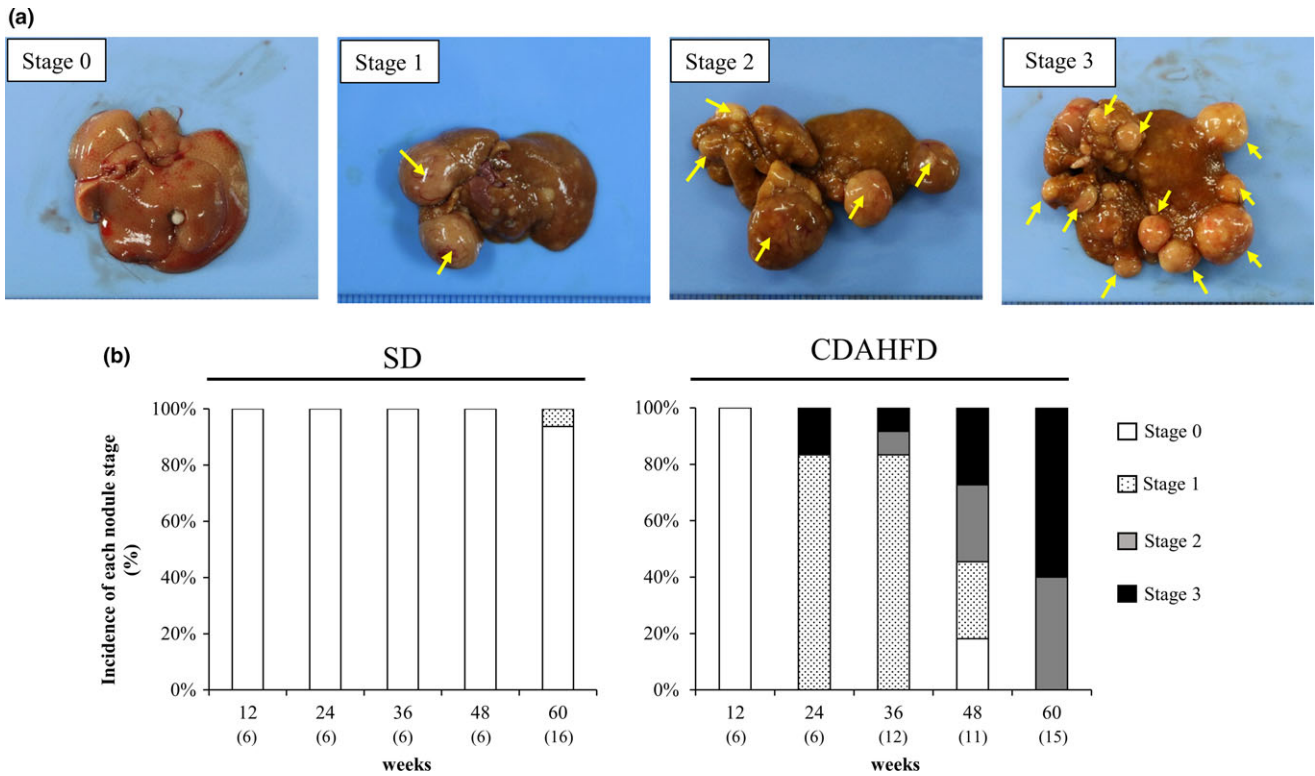 (a)
Stage 0
Stage 1
Stage 2
Stage 3
(b)
SD
CDAHFD
Incidence of each nodule stage
(%)
100%
80%
60%
40%
20%
0%
12 24 36 48 60
(6) (6) (6) (6) (16)
weeks
100%
80%
60%
40%
20%
0%
12 24 36 48 60
(6) (6) (12) (11) (15)
weeks
Stage 0
Stage 1
Stage 2
Stage 3